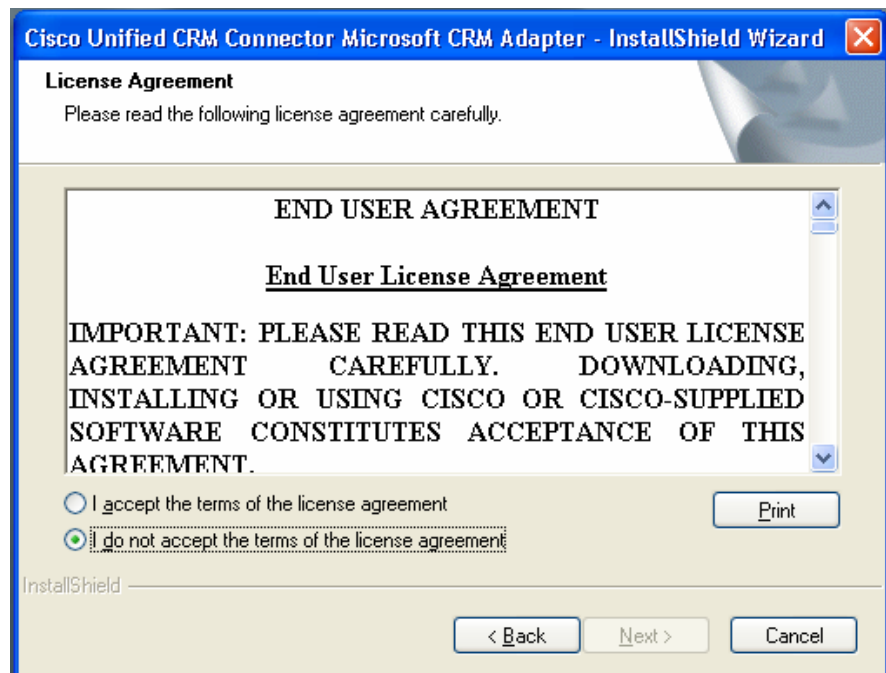 Cisco Unified CRM Connector Microsoft CRM Adapter - InstallShield Wizard
License Agreement
Please read the following license agreement carefully.
END USER AGREEMENT
End User License Agreement
IMPORTANT: PLEASE READ THIS END USER LICENSE
AGREEMENT CAREFULLY. DOWNLOADING,
INSTALLING OR USING CISCO OR CISCO-SUPPLIED
SOFTWARE CONSTITUTES ACCEPTANCE OF THIS
AGREEMENT.
I accept the terms of the license agreement
Print
I do not accept the terms of the license agreement
InstallShield
< Back Next > Cancel